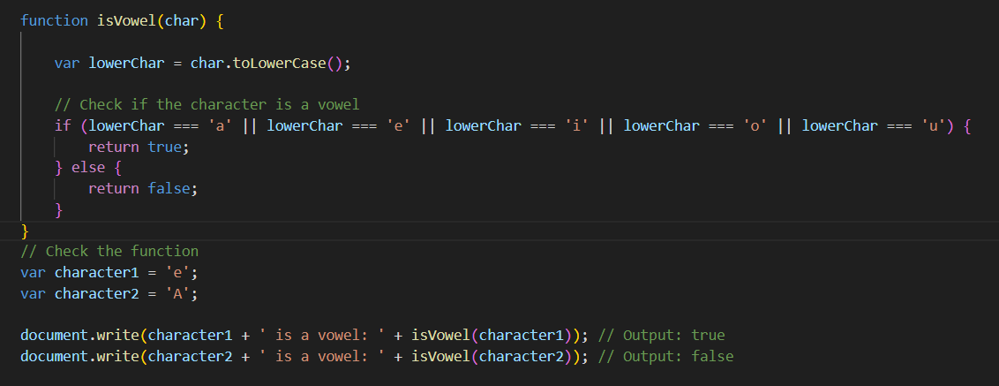 function isVowel(char) {
var lowerChar = char.toLowerCase();
// Check if the character is a vowel
if (lowerChar === 'a' || lowerChar === 'e' || lowerChar === 'i' || lowerChar === 'o' || lowerChar === 'u') {
return true;
} else {
return false;
}
}
// Check the function
var character1 = 'e';
var character2 = 'A';
document.write(character1 + ' is a vowel: ' + isVowel(character1)); // Output: true
document.write(character2 + ' is a vowel: ' + isVowel(character2)); // Output: false